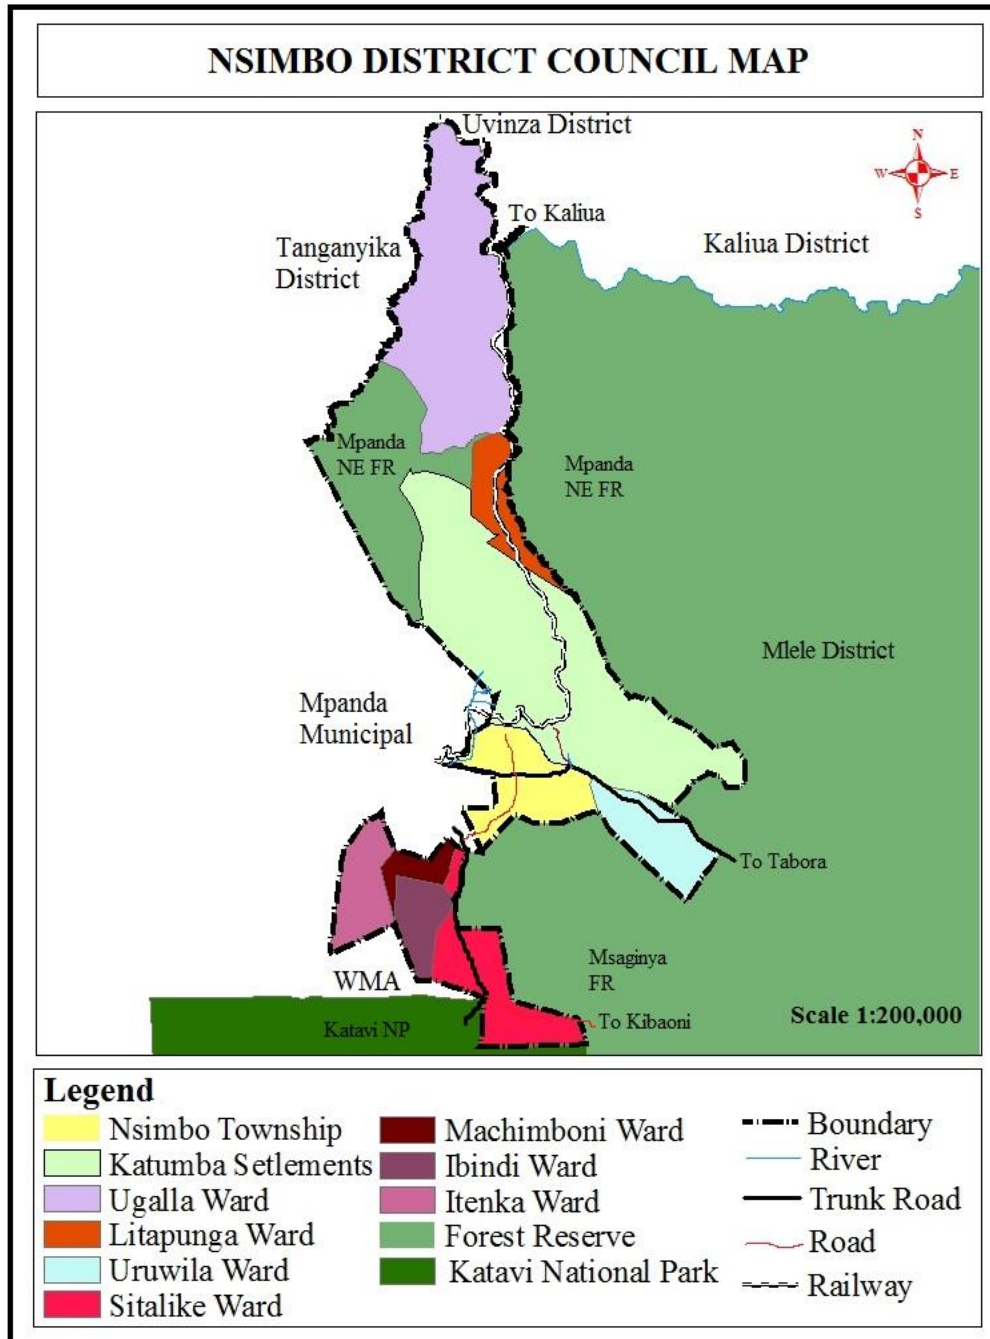 NSIMBO DISTRICT COUNCIL MAP
Uvinza District
N
W
E
S
To Kaliua
Kaliua District
Tanganyika
District
Mpanda
NE FR
Mpanda
NE FR
Mlele District
Mpanda
Municipal
To Tabora
Msaginya
FR
WMA
Katavi NP
To Kibaoni
Scale 1:200,000
Legend
Nsimbo Township
Katumba Setlements
Ugalla Ward
Litapunga Ward
Uruwila Ward
Sitalike Ward
Machimboni Ward
Ibindi Ward
Itenka Ward
Forest Reserve
Katavi National Park
Boundary
River
Trunk Road
Road
Railway